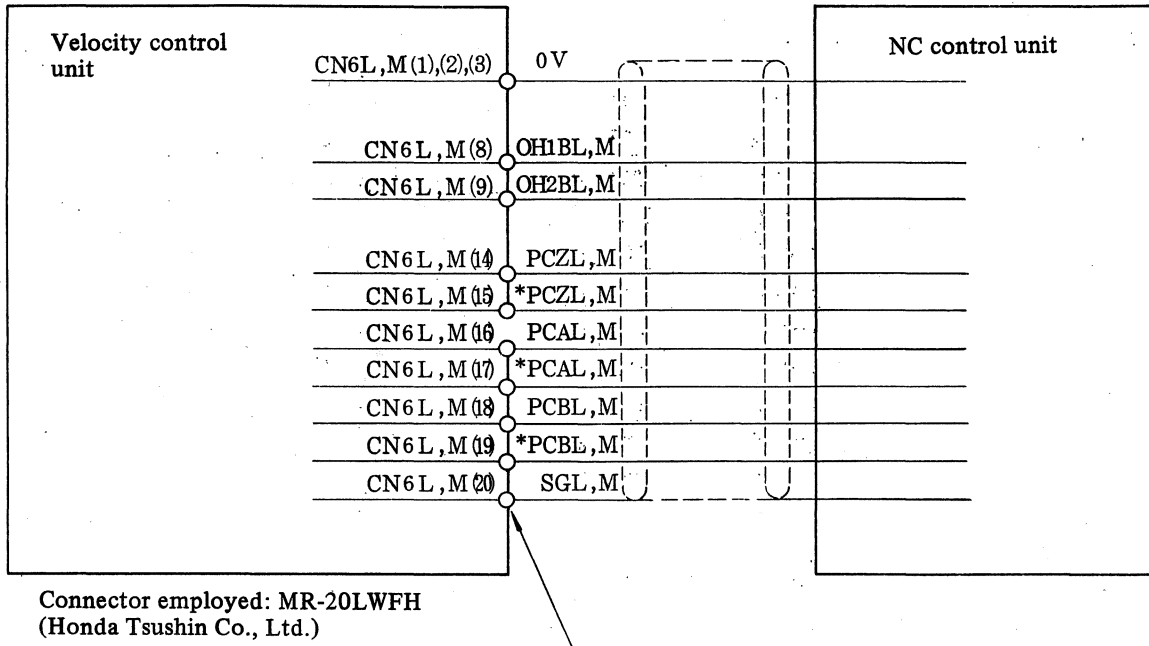 Velocity control
unit
NC control unit
CN6L,M(1),(2),(3) 0V
CN6L,M(8) OH1BL,M
CN6L,M(9) OH2BL,M
CN6L,M(14) PCZL,M
CN6L,M(15) *PCZL,M
CN6L,M(16) PCAL,M
CN6L,M(17) *PCAL,M
CN6L,M(18) PCBL,M
CN6L,M(19) *PCBL,M
CN6L,M(20) SGL,M
Connector employed: MR-20LWFH
(Honda Tsushin Co., Ltd.)